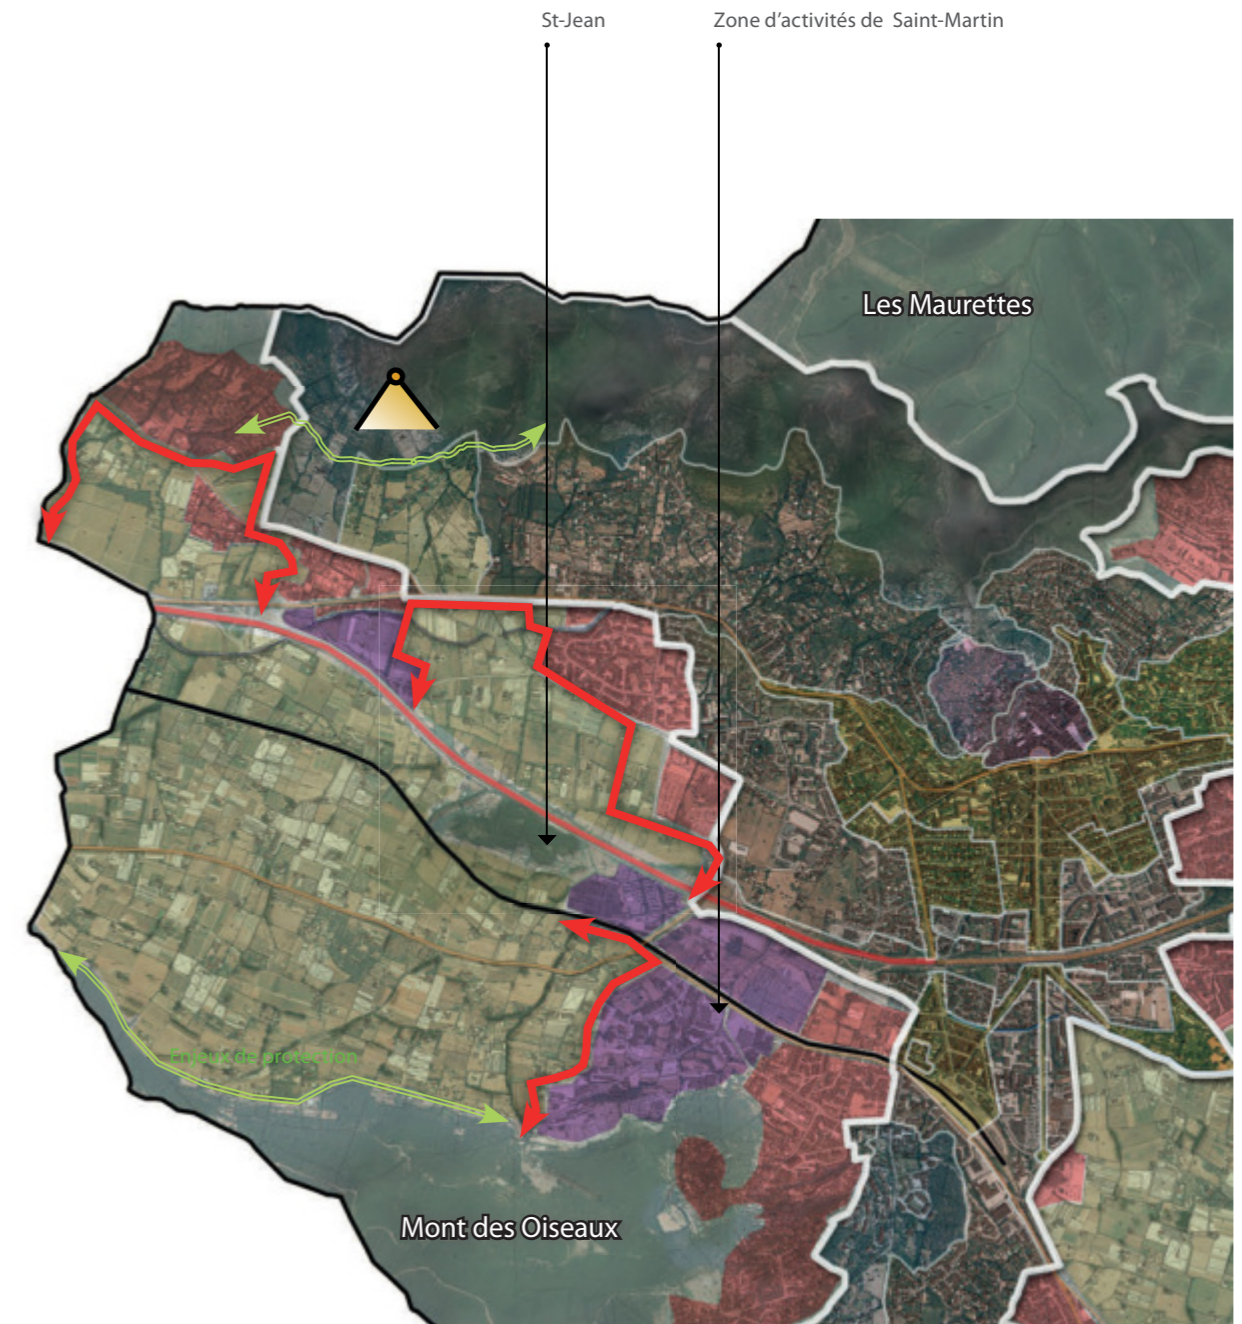 St-Jean
Zone d’activités de Saint-Martin
Les Maurettes
Enjeux de protection
Mont des Oiseaux